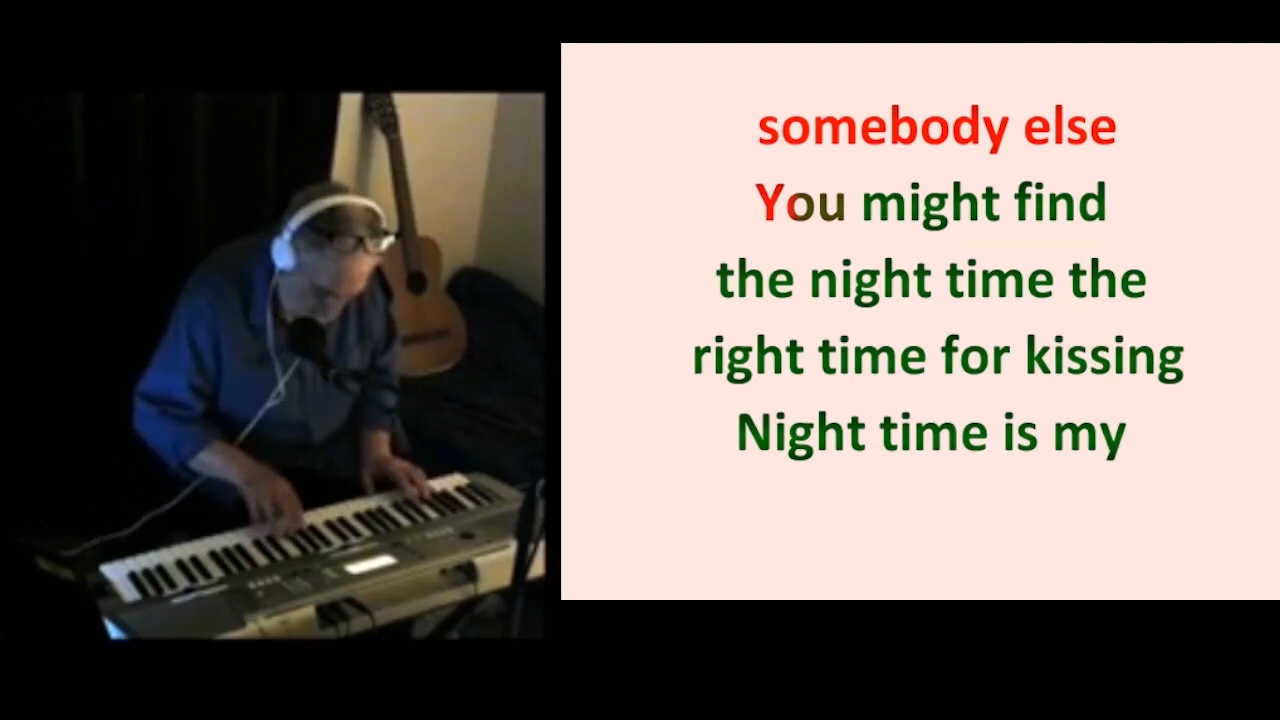 somebody else
You might find
the night time the
right time for kissing
Night time is my